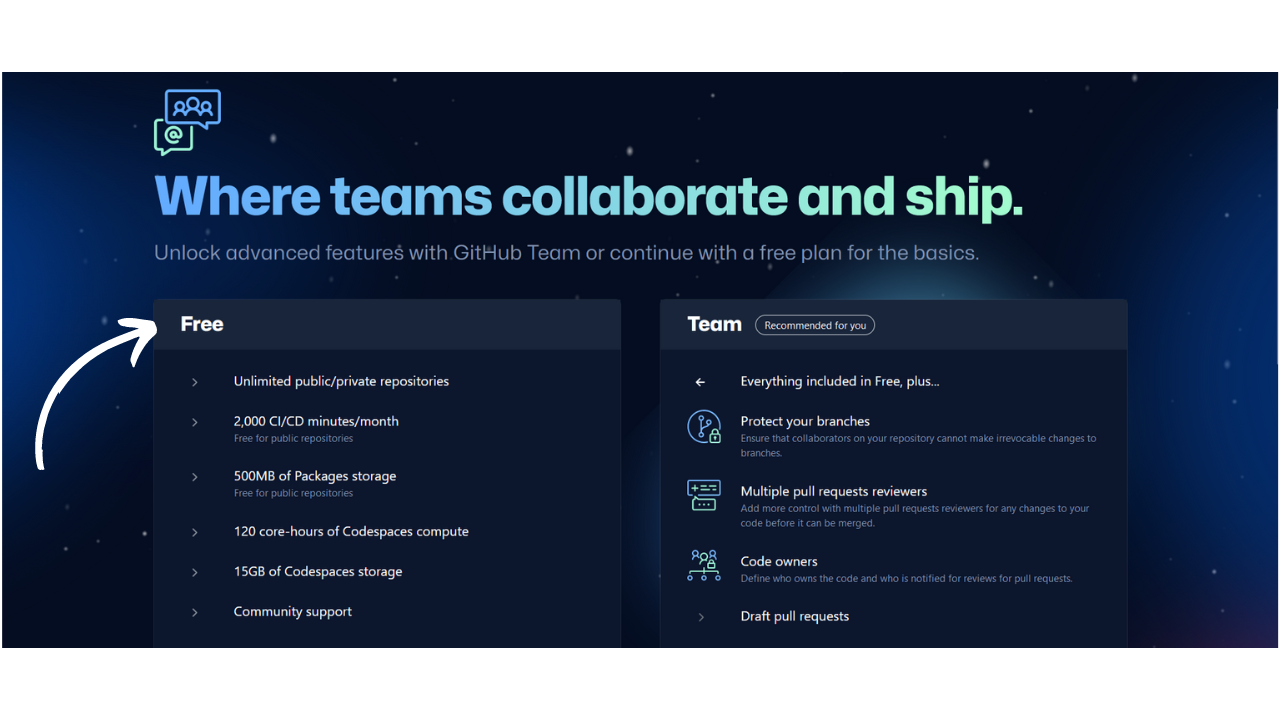 @
Where teams collaborate and ship.
Unlock advanced features with GitHub Team or continue with a free plan for the basics.
Free
Unlimited public/private repositories
2,000 CI/CD minutes/month
Free for public repositories
500MB of Packages storage
Free for public repositories
120 core-hours of Codespaces compute
15GB of Codespaces storage
Community support
Team
Recommended for you
Everything included in Free, plus...
Protect your branches
Ensure that collaborators on your repository cannot make irrevocable changes to
branches.
Multiple pull requests reviewers
Add more control with multiple pull requests reviewers for any changes to your
code before it can be merged.
Code owners
Define who owns the code and who is notified for reviews for pull requests.
Draft pull requests